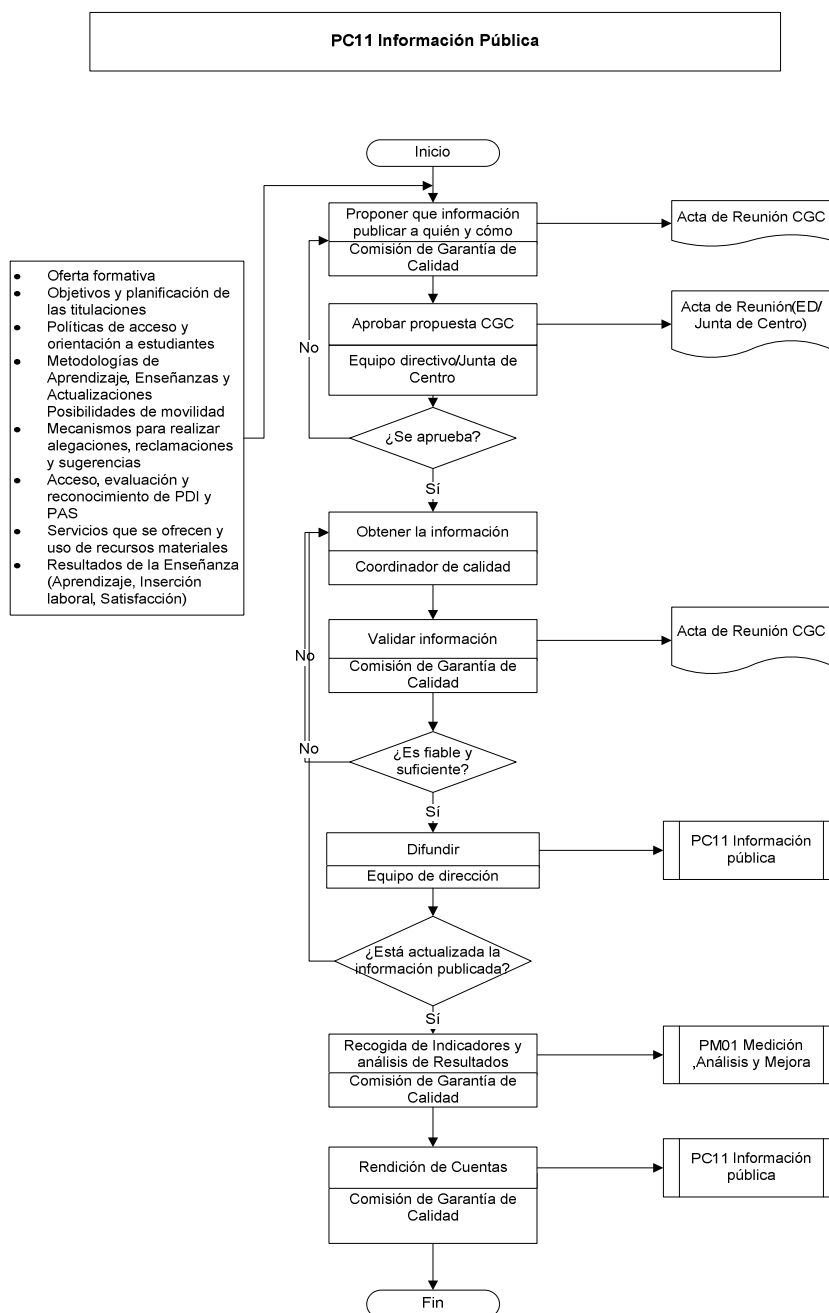 PC11 Información Pública
Inicio
Proponer que información
publicar a quién y cómo
Comisión de Garantía de
Calidad
Acta de Reunión CGC
● Oferta formativa
● Objetivos y planificación de
las titulaciones
● Políticas de acceso y
orientación a estudiantes
● Metodologías de
Aprendizaje, Enseñanzas y
Actualizaciones
Posibilidades de movilidad
● Mecanismos para realizar
alegaciones, reclamaciones
y sugerencias
● Acceso, evaluación y
reconocimiento de PDI y
PAS
● Servicios que se ofrecen y
uso de recursos materiales
● Resultados de la Enseñanza
(Aprendizaje, Inserción
laboral, Satisfacción)
Aprobar propuesta CGC
Equipo directivo/Junta de
Centro
Acta de Reunión(ED/
Junta de Centro)
No
¿Se aprueba?
Sí
Obtener la información
Coordinador de calidad
Validar información
Comisión de Garantía de
Calidad
Acta de Reunión CGC
No
No
¿Es fiable y
suficiente?
Sí
Difundir
Equipo de dirección
PC11 Información
pública
¿Está actualizada la
información publicada?
Sí
Recogida de Indicadores y
análisis de Resultados
Comisión de Garantía de
Calidad
PM01 Medición
,Análisis y Mejora
Rendición de Cuentas
Comisión de Garantía de
Calidad
PC11 Información
pública
Fin